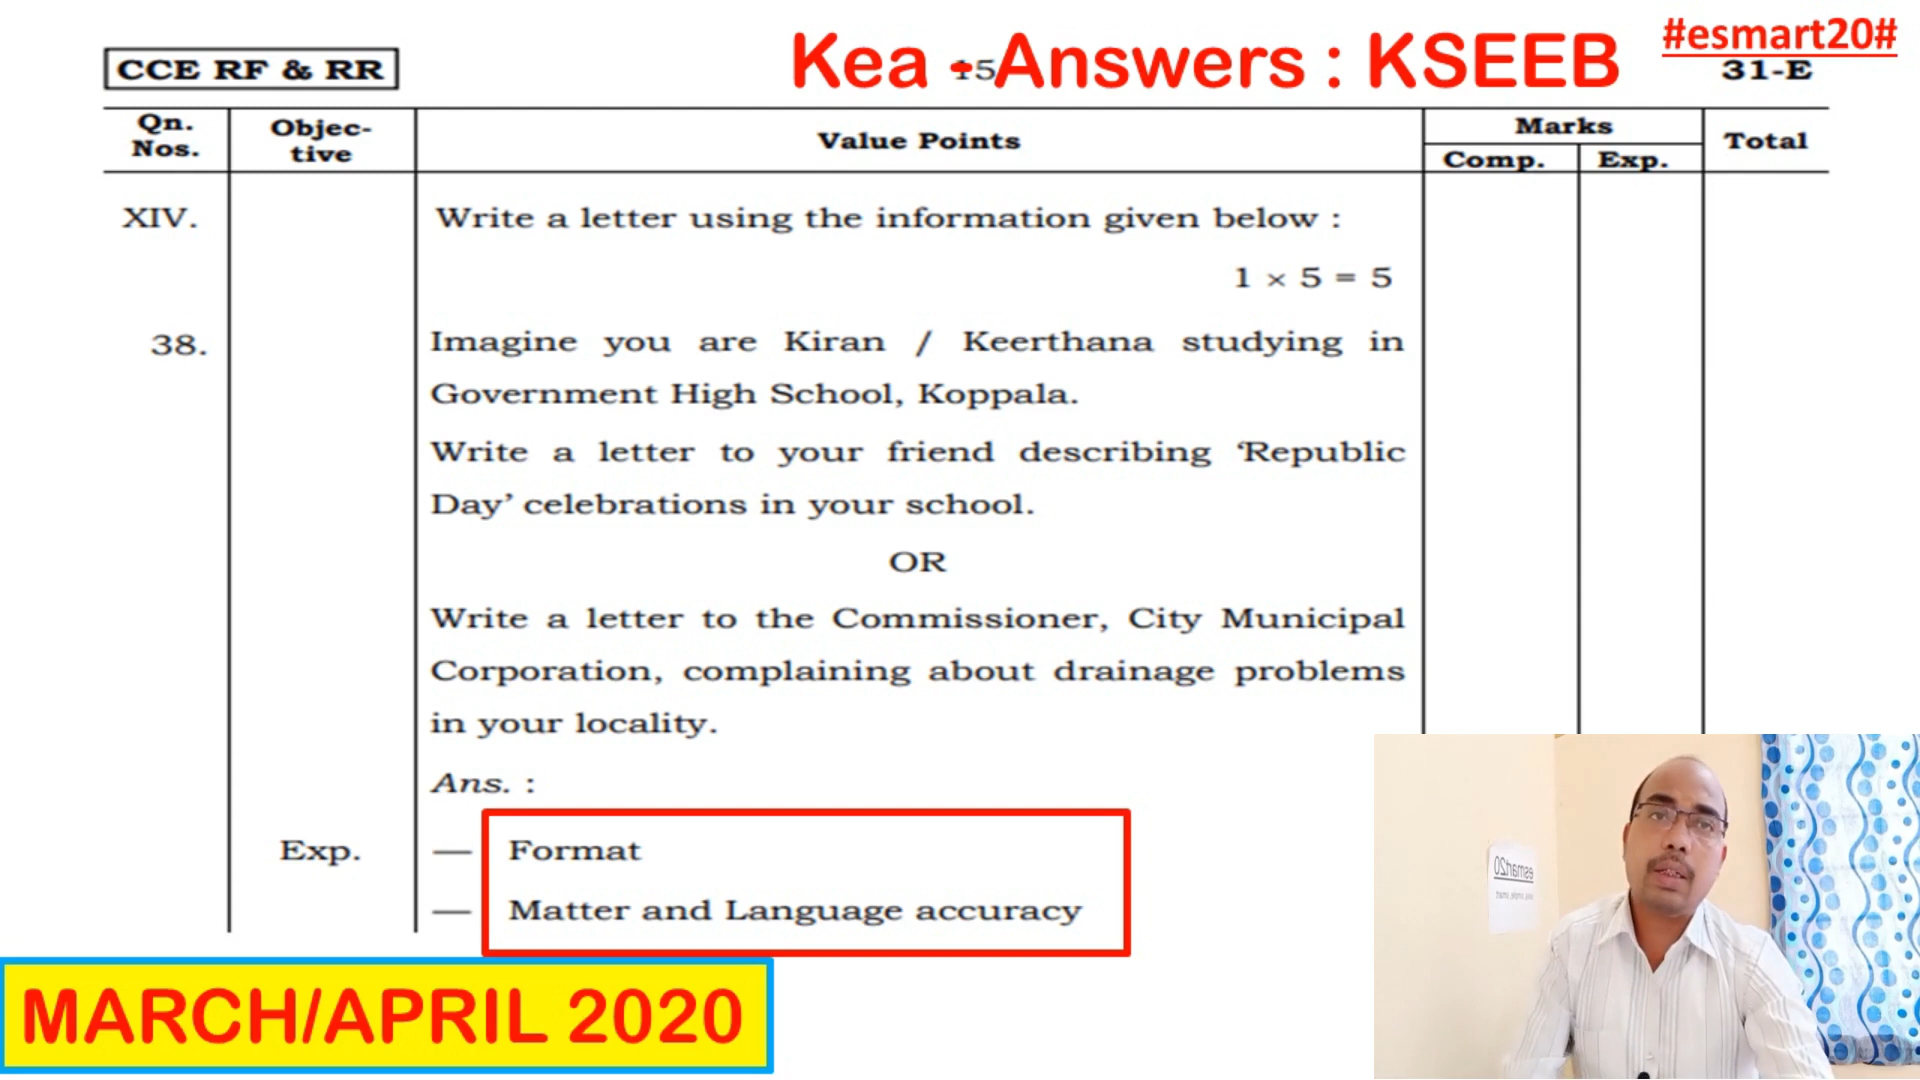 Kea -Answers : KSEEB
#esmart20#
CCE RF & RR
15
31-E
Qn. Nos.
Objec-tive
Value Points
Marks
Comp.
Exp.
Total
XIV.
Write a letter using the information given below :
1 × 5 = 5
38.
Imagine you are Kiran / Keerthana studying in
Government High School, Koppala.
Write a letter to your friend describing ‘Republic
Day’ celebrations in your school.
OR
Write a letter to the Commissioner, City Municipal
Corporation, complaining about drainage problems
in your locality.
Ans. :
Exp.
— Format
— Matter and Language accuracy
MARCH/APRIL 2020
esmart20